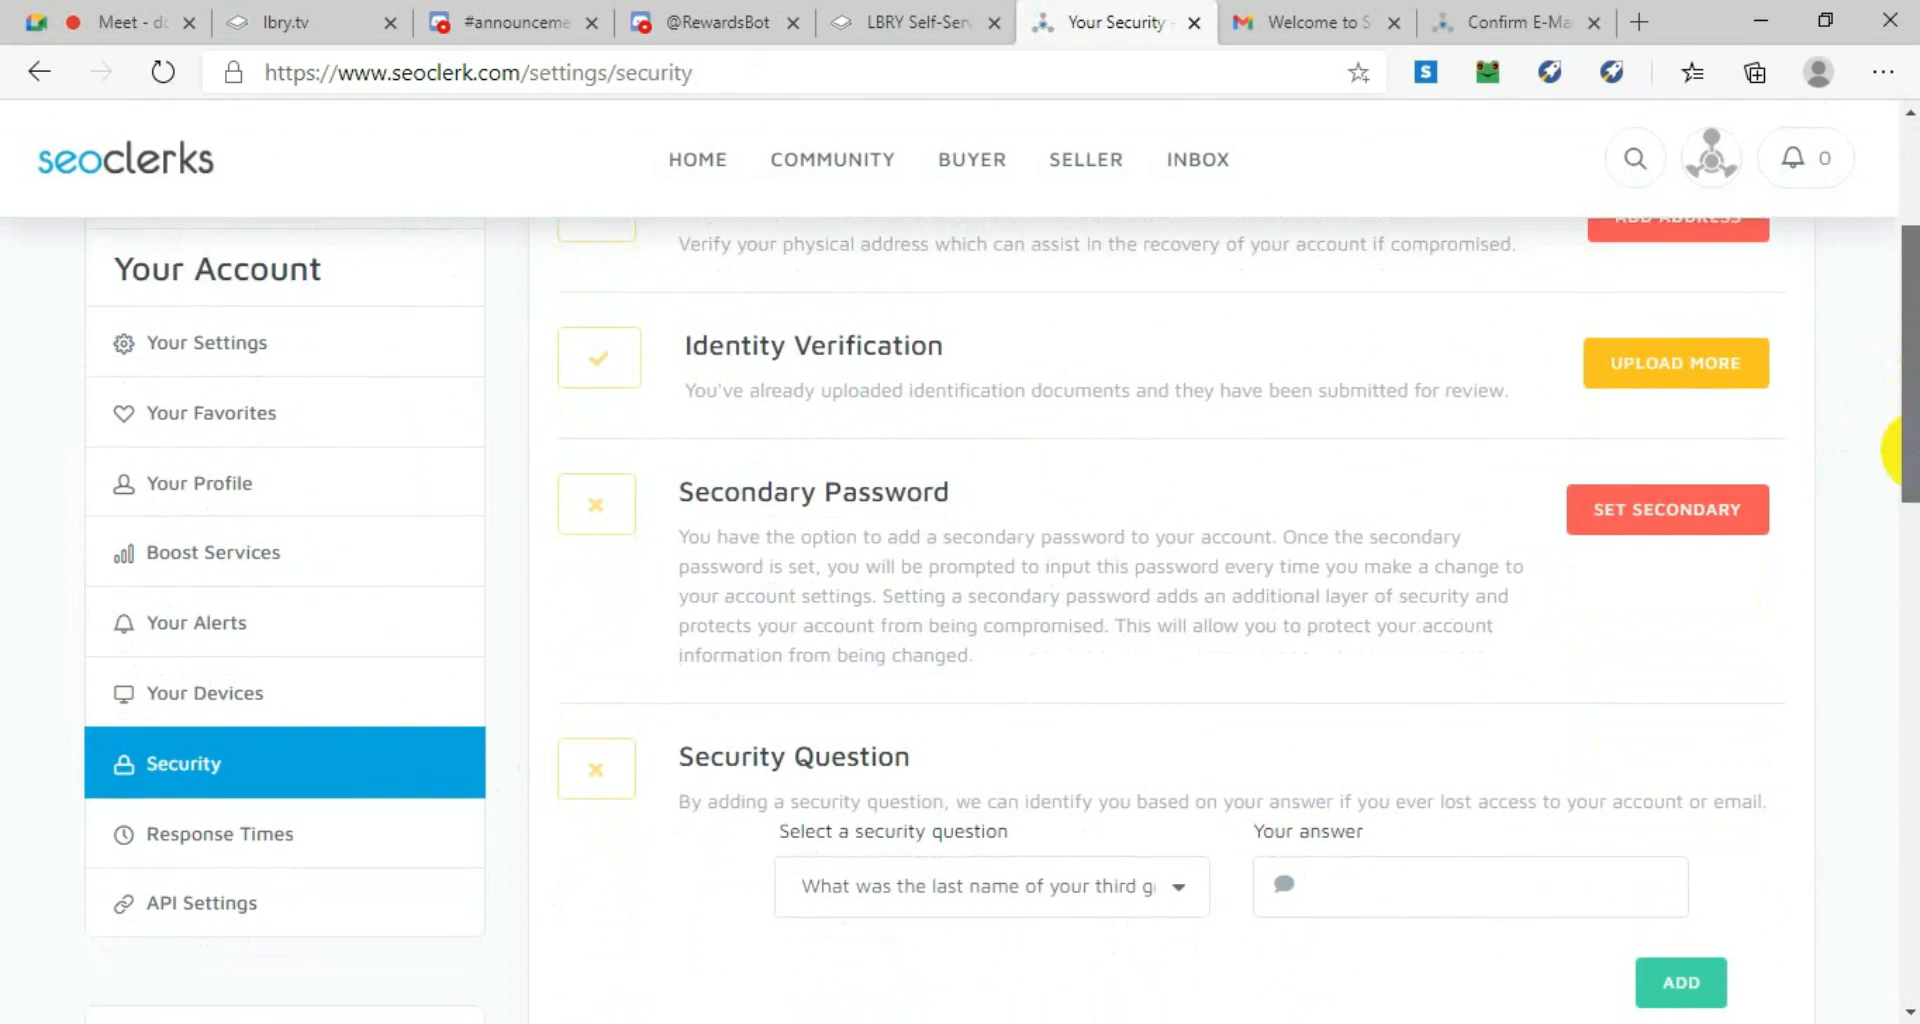 Meet - dc
lbry.tv
#announceme
@RewardsBot
LBRY Self-Serv
Your Security -
Welcome to S
Confirm E-Ma
https://www.seoclerk.com/settings/security
S
seoclerks
HOME
COMMUNITY
BUYER
SELLER
INBOX
0
Your Account
Your Settings
Your Favorites
Your Profile
Boost Services
Your Alerts
Your Devices
Security
Response Times
API Settings
ADD ADDRESS
Verify your physical address which can assist in the recovery of your account if compromised.
Identity Verification
UPLOAD MORE
You've already uploaded identification documents and they have been submitted for review.
Secondary Password
SET SECONDARY
You have the option to add a secondary password to your account. Once the secondary
password is set, you will be prompted to input this password every time you make a change to
your account settings. Setting a secondary password adds an additional layer of security and
protects your account from being compromised. This will allow you to protect your account
information from being changed.
Security Question
By adding a security question, we can identify you based on your answer if you ever lost access to your account or email.
Select a security question
Your answer
What was the last name of your third gr
ADD